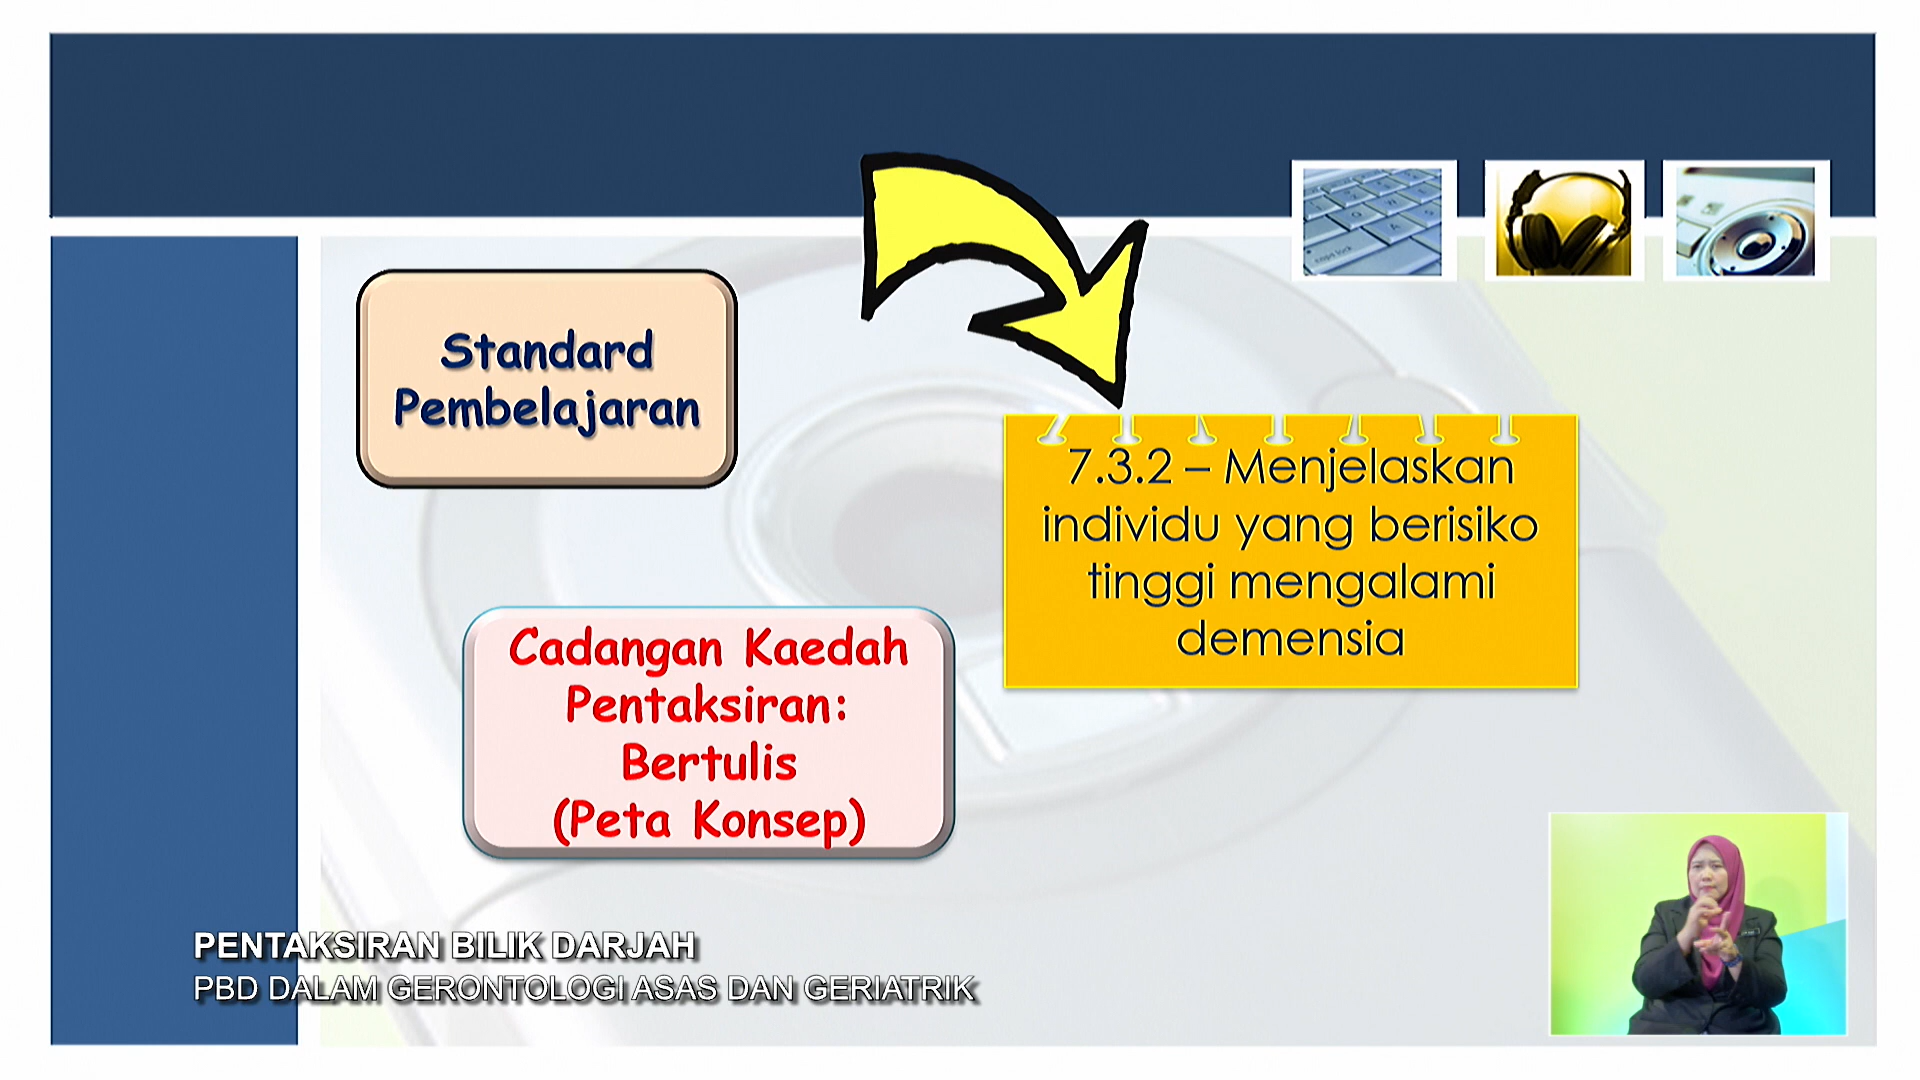 Standard
Pembelajaran
7.3.2 – Menjelaskan
individu yang berisiko
tinggi mengalami
demensia
Cadangan Kaedah
Pentaksiran:
Bertulis
(Peta Konsep)
PENTAKSIRAN BILIK DARJAH
PBD DALAM GERONTOLOGI ASAS DAN GERIATRIK